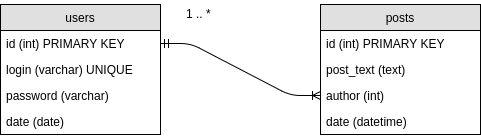 users
id (int) PRIMARY KEY
login (varchar) UNIQUE
password (varchar)
date (date)
1 .. *
posts
id (int) PRIMARY KEY
post_text (text)
author (int)
date (datetime)